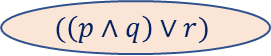 ((p ∧ q) ∨ r)